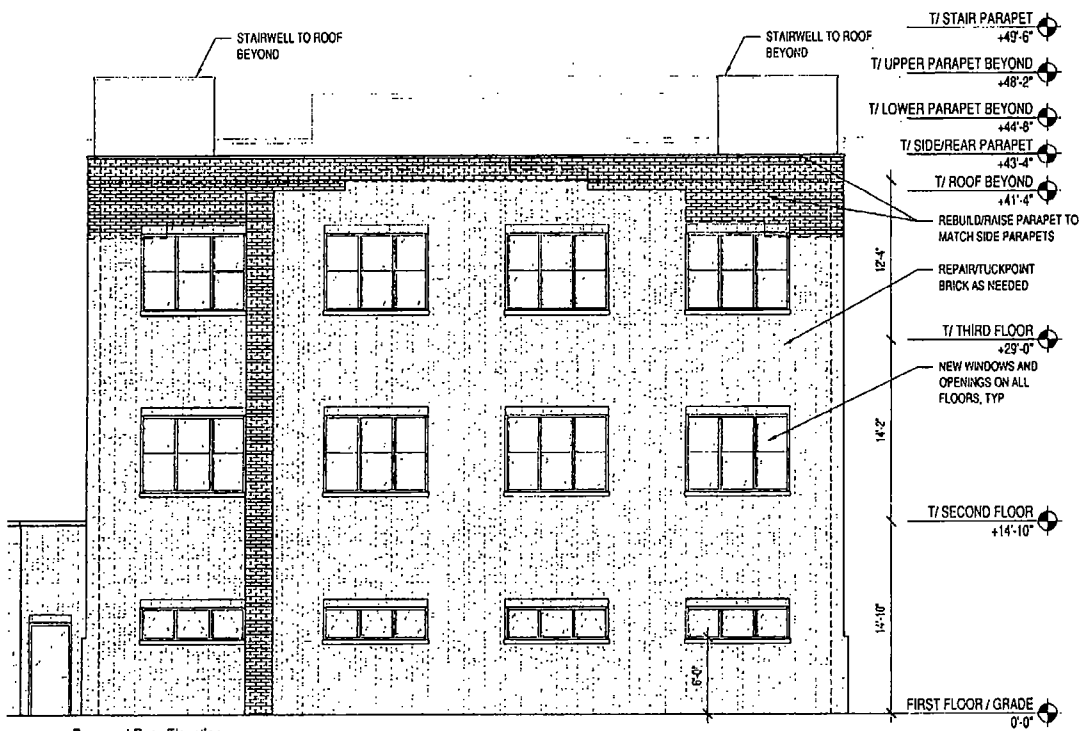 STAIRWELL TO ROOF
BEYOND
STAIRWELL TO ROOF
BEYOND
T/ STAIR PARAPET
+49'-6"
T/ UPPER PARAPET BEYOND
+48'-2"
T/ LOWER PARAPET BEYOND
+44'-6"
T/ SIDE/REAR PARAPET
+43'-4"
T/ ROOF BEYOND
+41'-4"
REBUILD/RAISE PARAPET TO
MATCH SIDE PARAPETS
12'-4"
REPAIR/TUCKPOINT
BRICK AS NEEDED
T/ THIRD FLOOR
+29'-0"
NEW WINDOWS AND
OPENINGS ON ALL
FLOORS, TYP
14'-2"
T/ SECOND FLOOR
+14'-10"
14'-10"
6'-0"
FIRST FLOOR / GRADE
0'-0"